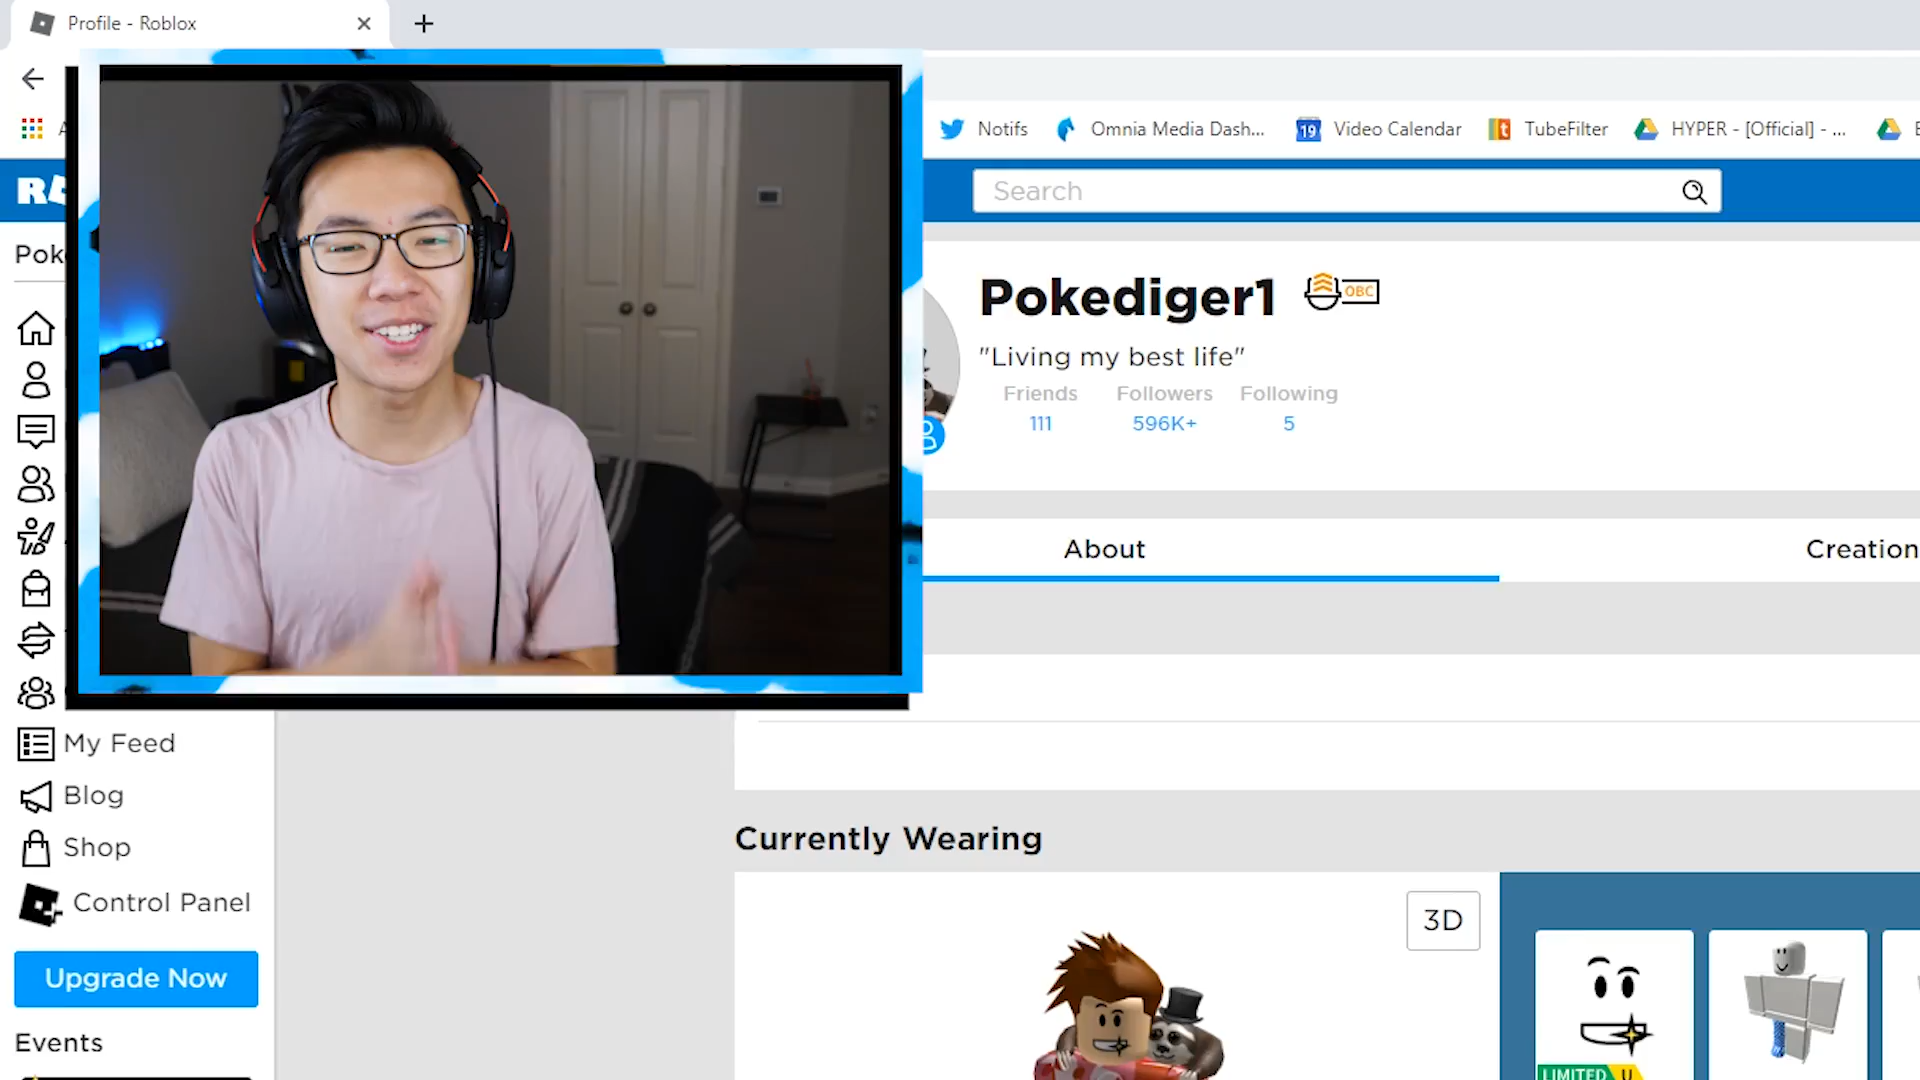 Profile - Roblox
Notifs
Omnia Media Dash...
19
Video Calendar
t
TubeFilter
HYPER - [Official] - ...
Search
Pokediger1
OBC
"Living my best life"
Friends
Followers
Following
111
596K+
5
About
Creation
My Feed
Blog
Shop
Control Panel
Upgrade Now
Events
Currently Wearing
3D
LIMITED U